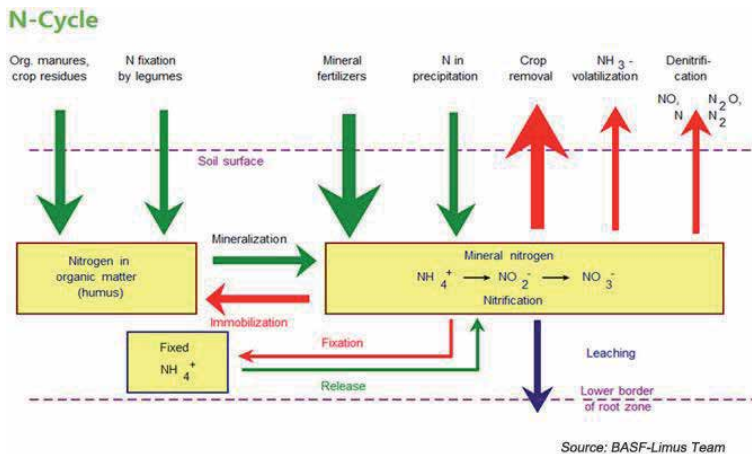 N-Cycle
Org. manures,
crop residues
N fixation
by legumes
Mineral
fertilizers
N in
precipitation
Crop
removal
NH 3 -
volatilization
Denitrifi-
cation
NO, N2O,
N N2
Soil surface
Nitrogen in
organic matter
(humus)
Mineralization
Immobilization
Mineral nitrogen
NH4+ → NO2- → NO3-
Nitrification
Fixed
NH4+
Fixation
Release
Leaching
Lower border
of root zone
Source: BASF-Limus Team